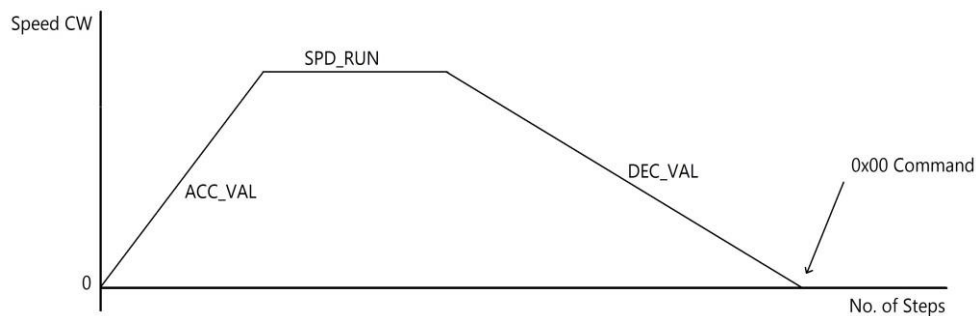 Speed CW
SPD_RUN
0x00 Command
DEC_VAL
ACC_VAL
0
No. of Steps